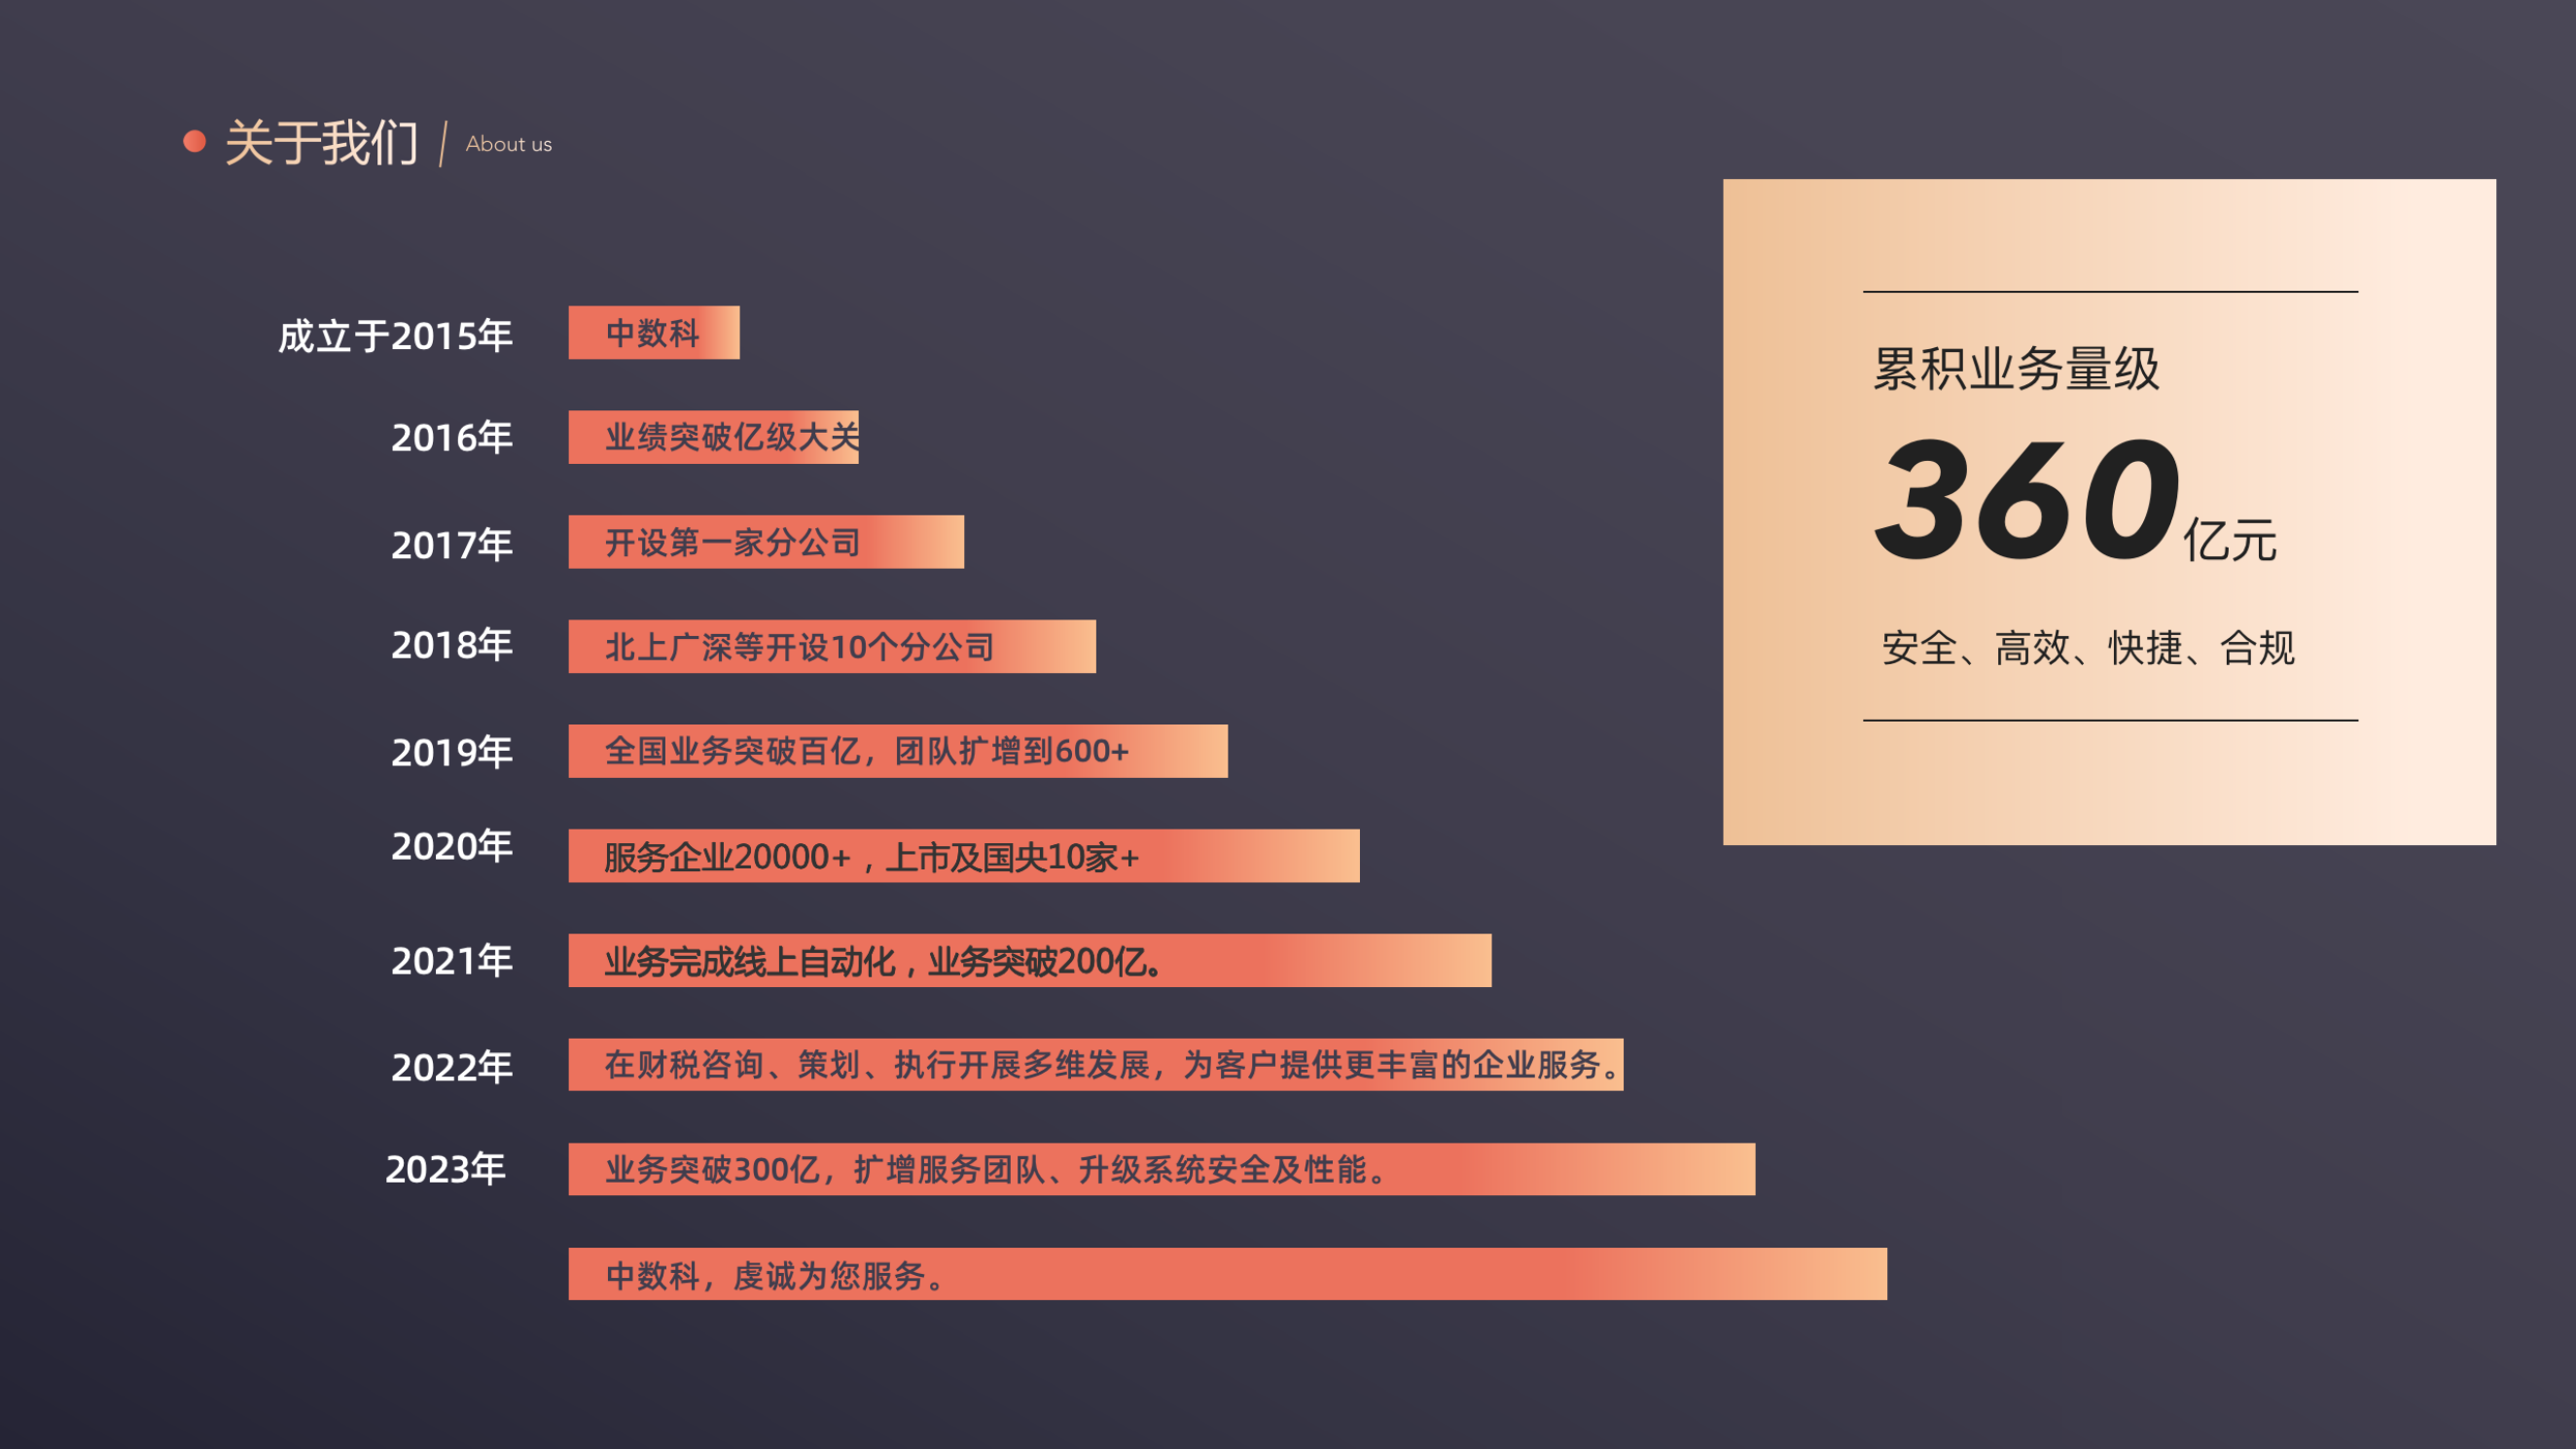 关于我们 / About us
成立于2015年 中数科
2016年 业绩突破亿级大关
2017年 开设第一家分公司
2018年 北上广深等开设10个分公司
2019年 全国业务突破百亿，团队扩增到600+
2020年 服务企业20000+，上市及国央10家+
2021年 业务完成线上自动化，业务突破200亿。
2022年 在财税咨询、策划、执行开展多维发展，为客户提供更丰富的企业服务。
2023年 业务突破300亿，扩增服务团队、升级系统安全及性能。
中数科，虔诚为您服务。
累积业务量级
360亿元
安全、高效、快捷、合规